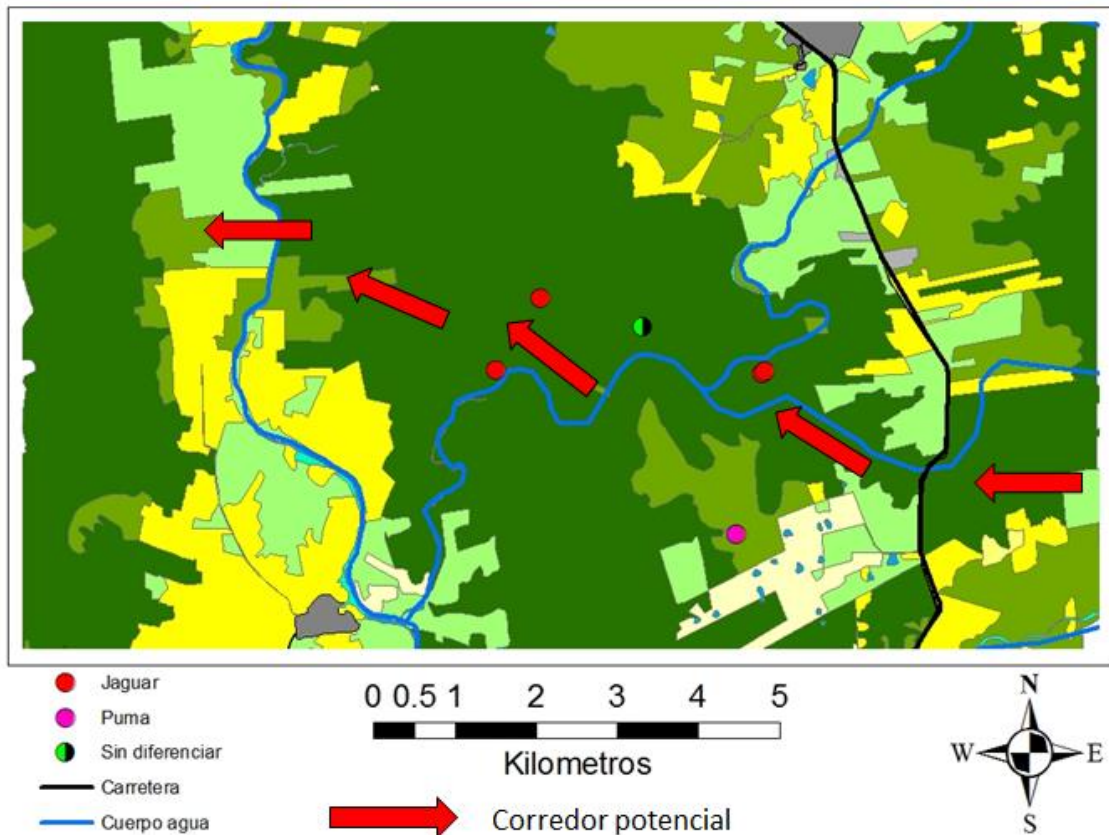 Jaguar
Puma
Sin diferenciar
Carretera
Cuerpo agua
0 0.5 1 2 3 4 5
Kilometros
Corredor potencial
N
W E
S